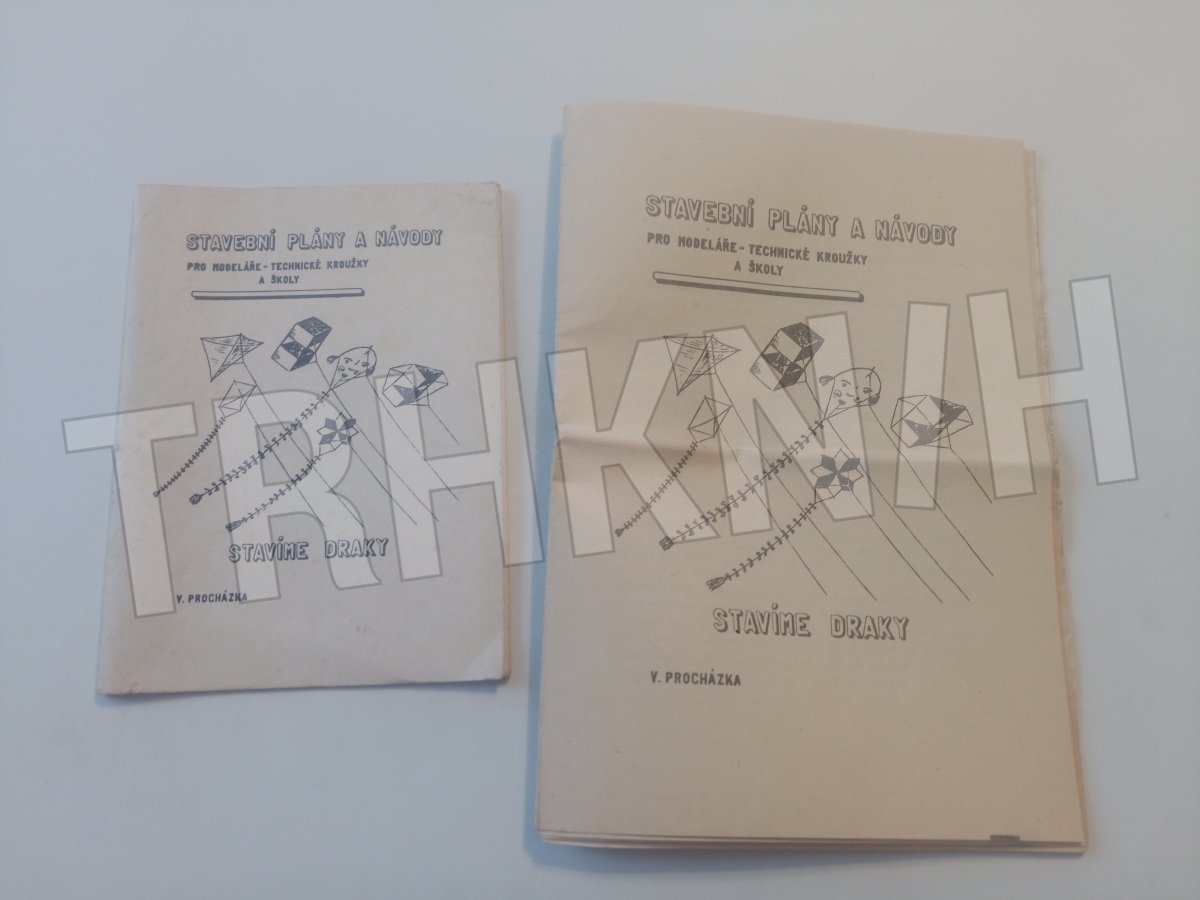 STAVEBNÍ PLÁNY A NÁVODY
PRO MODELÁŘE - TECHNICKÉ KROUŽKY
A ŠKOLY
STAVÍME DRAKY
V. PROCHÁZKA
STAVEBNÍ PLÁNY A NÁVODY
PRO MODELÁŘE - TECHNICKÉ KROUŽKY
A ŠKOLY
STAVÍME DRAKY
V. PROCHÁZKA
TRHKNIH